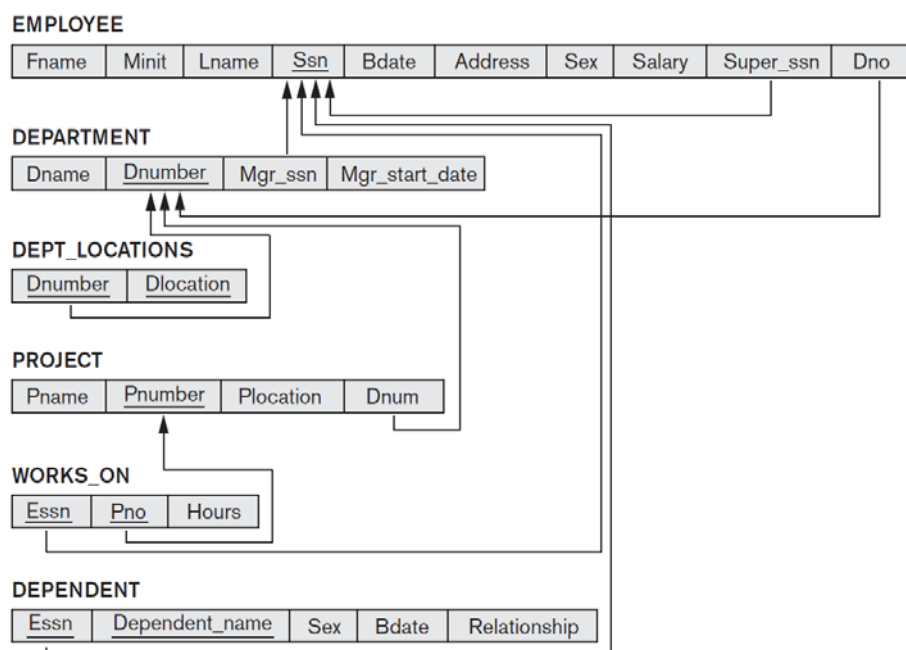 EMPLOYEE
Fname Minit Lname Ssn Bdate Address Sex Salary Super_ssn Dno
DEPARTMENT
Dname Dnumber Mgr_ssn Mgr_start_date
DEPT_LOCATIONS
Dnumber Dlocation
PROJECT
Pname Pnumber Plocation Dnum
WORKS_ON
Essn Pno Hours
DEPENDENT
Essn Dependent_name Sex Bdate Relationship